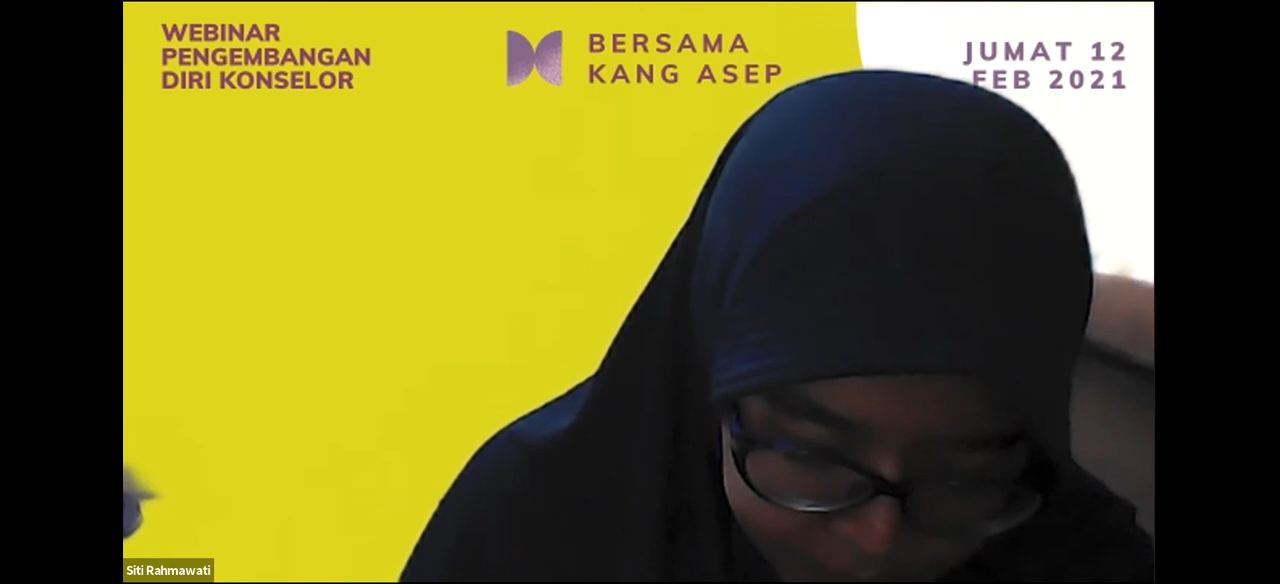 WEBINAR
PENGEMBANGAN
DIRI KONSELOR
BERSAMA
KANG ASEP
JUMAT 12
FEB 2021
Siti Rahmawati